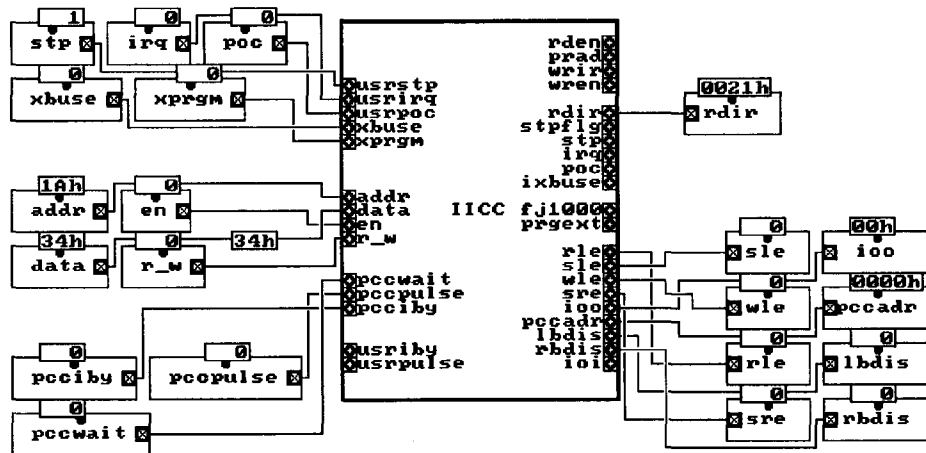 1 0 0
stp irq poc
0 0
xbuse xprgm
1Ah 0
addr en
34h 0 34h
data r_w
0 0
pcciby pccpulse
0
pccwait
usrstp
usrirq
usrpoc
xbuse
xprgm
addr
data
en
r_w
pccwait
pccpulse
pcciby
usriby
usrpulse
IICC
rden
prad
wrir
wren
rdir
stpflg
stp
irq
poc
ixbuse
fj1000
prgext
rle
sle
wle
sre
ioo
pccadr
lbdis
rbdis
ioi
0021h
rdir
0 00h
sle ioo
0 0000h
wle pccadr
0 0
rle lbdis
0 0
sre rbdis